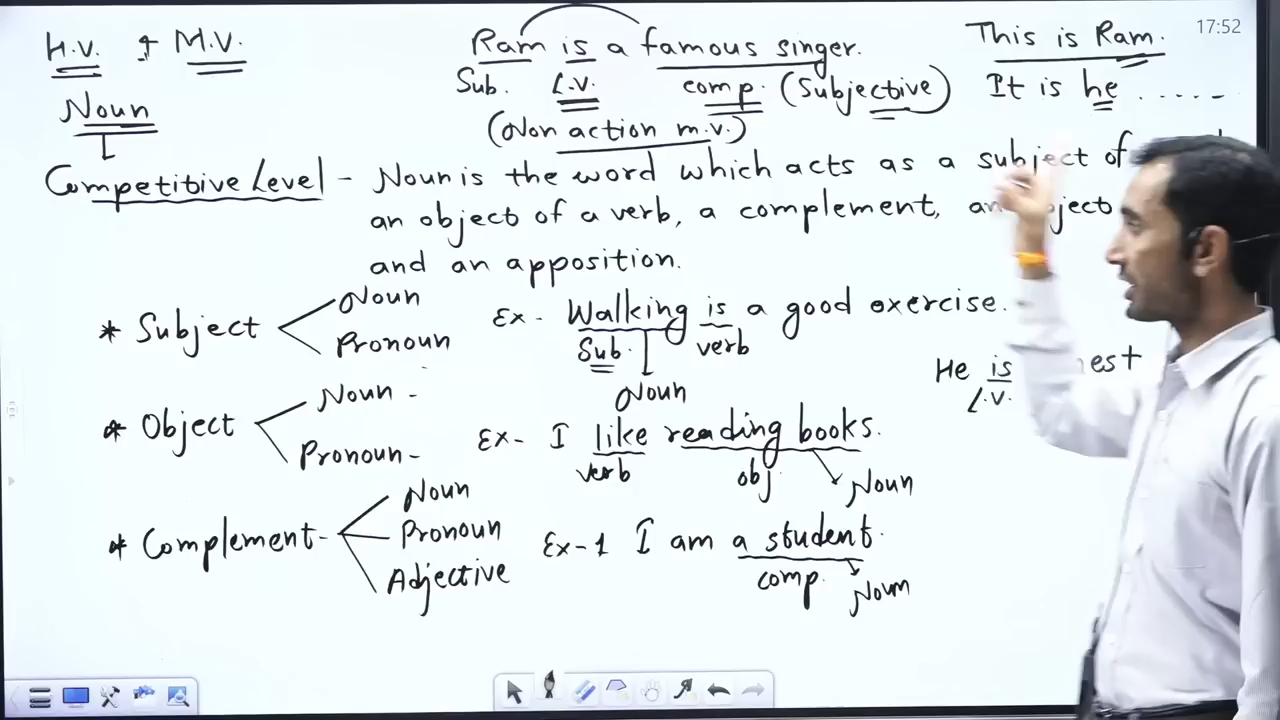 H.V. + M.V.
Ram is a famous singer.
This is Ram.
17:52
Sub. L.V. comp. (Subjective)
It is he ......
Noun
(Non action m.v.)
Competitive Level - Noun is the word which acts as a subject of
an object of a verb, a complement, an
and an apposition.
* Subject
Noun
Pronoun
Ex - Walking is a good exercise.
Sub. verb
Noun
He is
L.V.
* Object
Noun -
Pronoun -
Ex - I like reading books.
verb obj.
Noun
* Complement -
Noun
Pronoun
Adjective
Ex-1 I am a student.
comp.
Noun